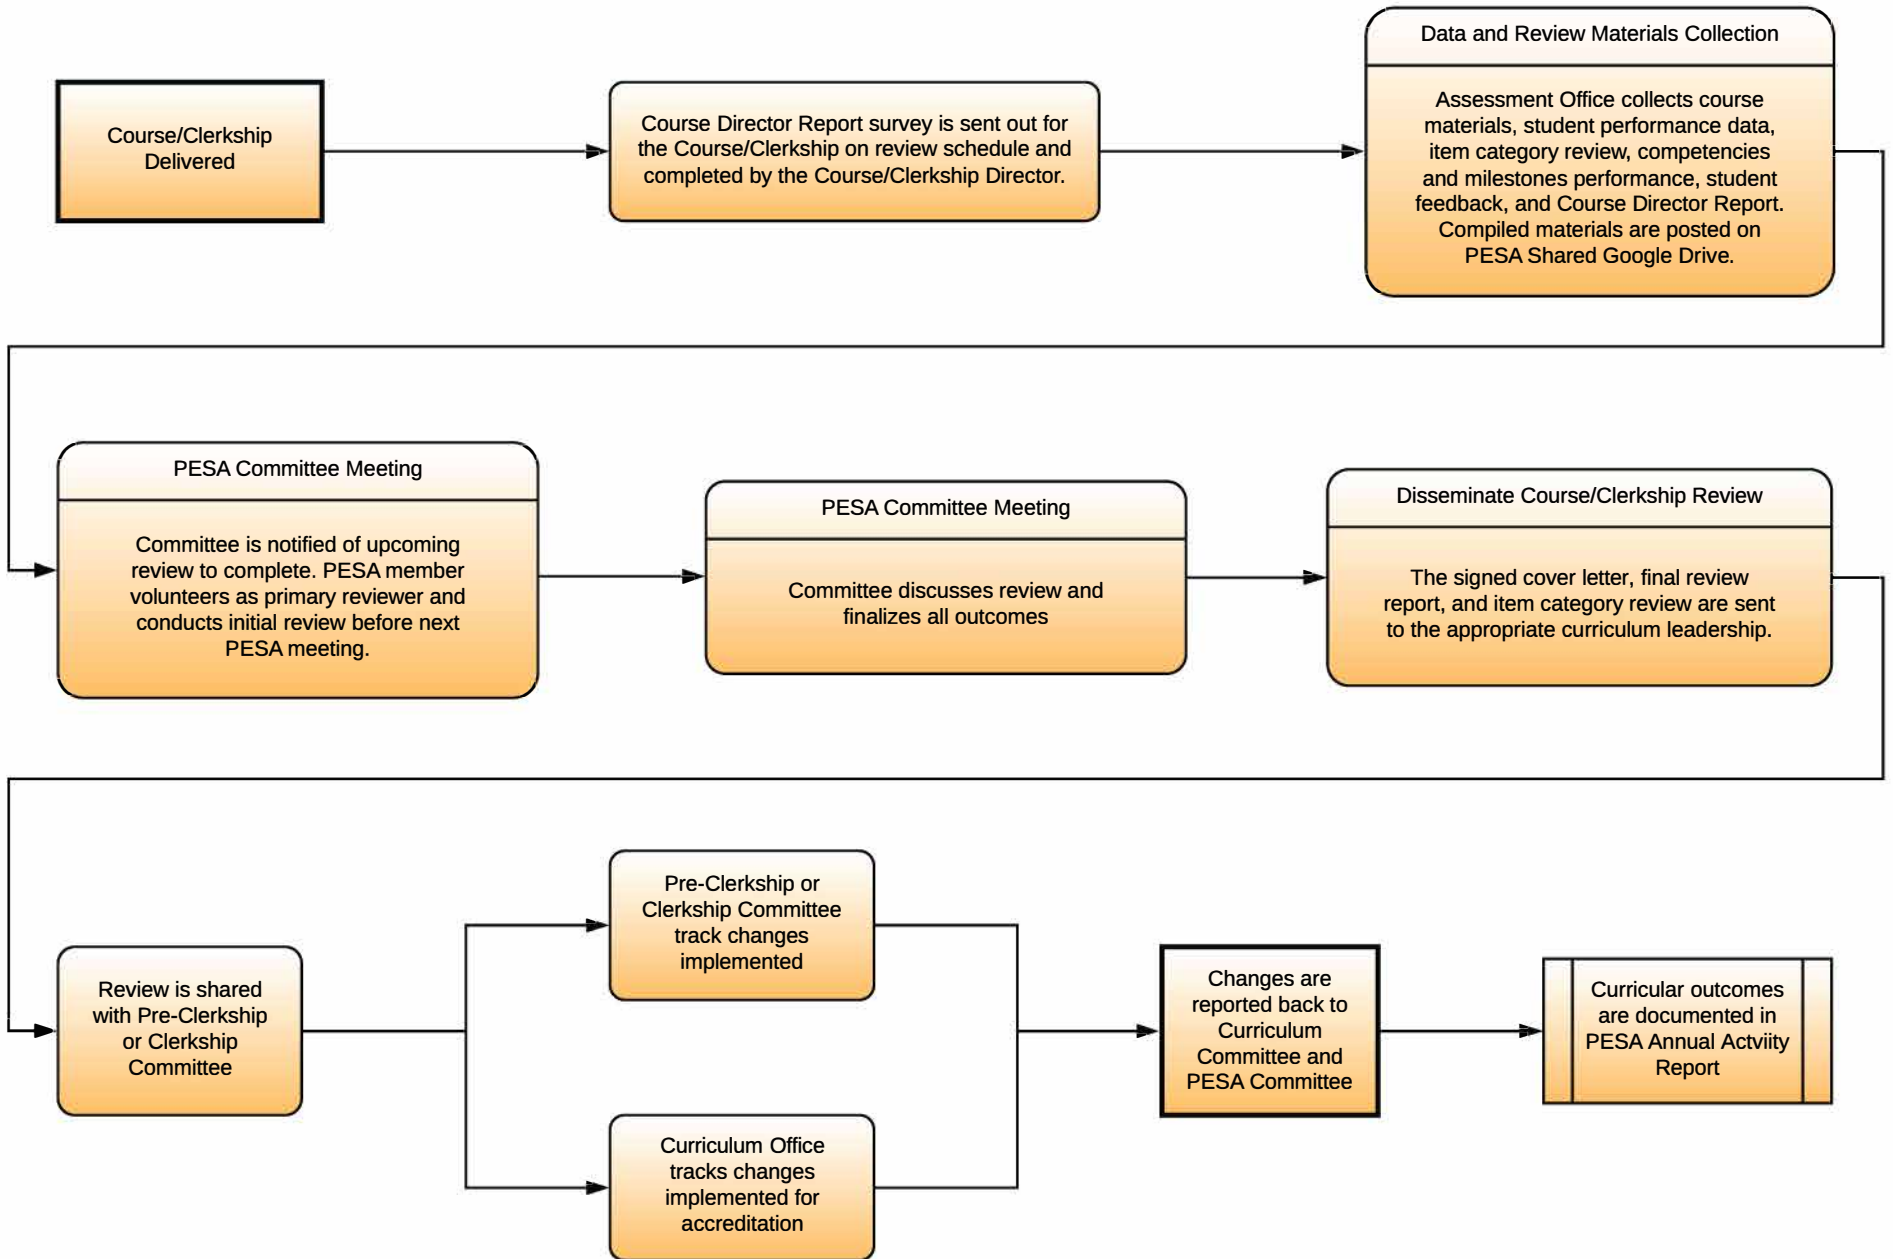 Course/Clerkship
Delivered
Course Director Report survey is sent out for
the Course/Clerkship on review schedule and
completed by the Course/Clerkship Director.
Data and Review Materials Collection
Assessment Office collects course
materials, student performance data,
item category review, competencies
and milestones performance, student
feedback, and Course Director Report.
Compiled materials are posted on
PESA Shared Google Drive.
PESA Committee Meeting
Committee is notified of upcoming
review to complete. PESA member
volunteers as primary reviewer and
conducts initial review before next
PESA meeting.
PESA Committee Meeting
Committee discusses review and
finalizes all outcomes
Disseminate Course/Clerkship Review
The signed cover letter, final review
report, and item category review are sent
to the appropriate curriculum leadership.
Review is shared
with Pre-Clerkship
or Clerkship
Committee
Pre-Clerkship or
Clerkship Committee
track changes
implemented
Curriculum Office
tracks changes
implemented for
accreditation
Changes are
reported back to
Curriculum
Committee and
PESA Committee
Curricular outcomes
are documented in
PESA Annual Actviity
Report